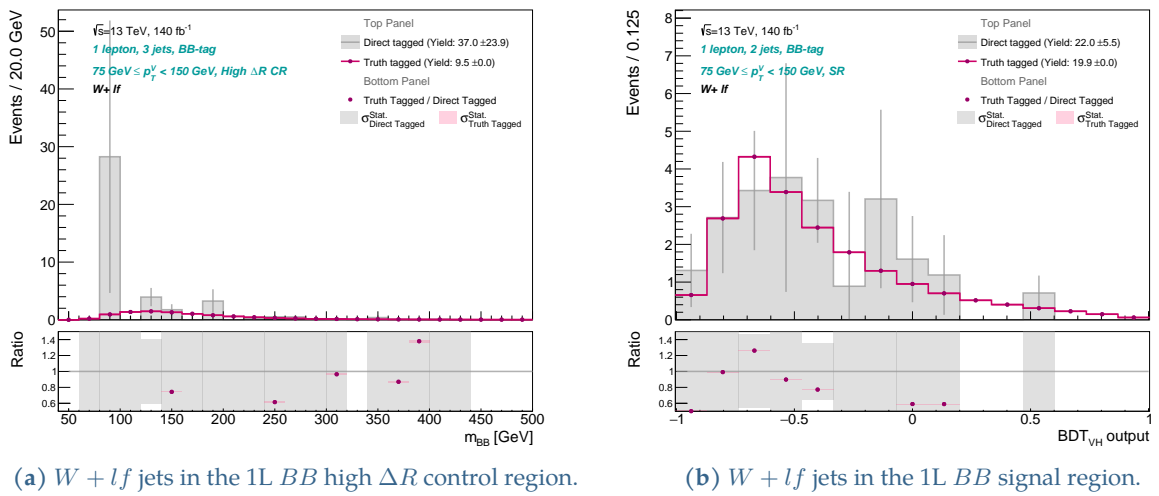 Events / 20.0 GeV
50
40
30
20
10
0
√s=13 TeV, 140 fb⁻¹
1 lepton, 3 jets, BB-tag
75 GeV ≤ p_T^V < 150 GeV, High ΔR CR
W+ lf
Top Panel
Direct tagged (Yield: 37.0 ±23.9)
Truth tagged (Yield: 9.5 ±0.0)
Bottom Panel
Truth Tagged / Direct Tagged
σ^Stat._Direct Tagged σ^Stat._Truth Tagged
Ratio
1.4
1.2
1
0.8
0.6
50 100 150 200 250 300 350 400 450 500
m_BB [GeV]
(a) W + lf jets in the 1L BB high ΔR control region.
Events / 0.125
8
7
6
5
4
3
2
1
0
√s=13 TeV, 140 fb⁻¹
1 lepton, 2 jets, BB-tag
75 GeV ≤ p_T^V < 150 GeV, SR
W+ lf
Top Panel
Direct tagged (Yield: 22.0 ±5.5)
Truth tagged (Yield: 19.9 ±0.0)
Bottom Panel
Truth Tagged / Direct Tagged
σ^Stat._Direct Tagged σ^Stat._Truth Tagged
Ratio
1.4
1.2
1
0.8
0.6
−1 −0.5 0 0.5 1
BDT_VH output
(b) W + lf jets in the 1L BB signal region.